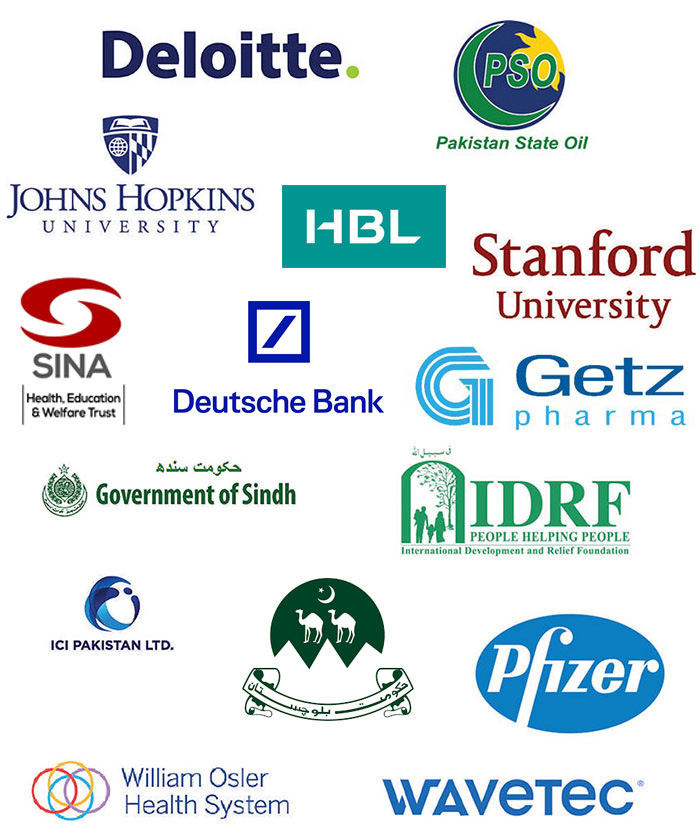 Deloitte.
PSO
Pakistan State Oil
JOHNS HOPKINS
UNIVERSITY
HBL
Stanford
University
SINA
Health, Education
& Welfare Trust
Deutsche Bank
Getz
pharma
حکومت سندھ
Government of Sindh
فی سبیل اللہ
IDRF
PEOPLE HELPING PEOPLE
International Development and Relief Foundation
ICI PAKISTAN LTD.
حکومت بلوچستان
Pfizer
William Osler
Health System
WAVETEC®